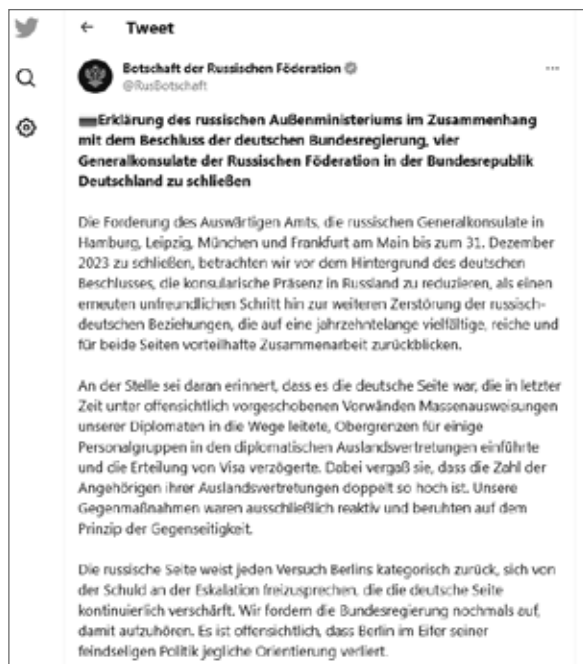 Tweet
Botschaft der Russischen Föderation
@RusBotschaft
Erklärung des russischen Außenministeriums im Zusammenhang
mit dem Beschluss der deutschen Bundesregierung, vier
Generalkonsulate der Russischen Föderation in der Bundesrepublik
Deutschland zu schließen
Die Forderung des Auswärtigen Amts, die russischen Generalkonsulate in
Hamburg, Leipzig, München und Frankfurt am Main bis zum 31. Dezember
2023 zu schließen, betrachten wir vor dem Hintergrund des deutschen
Beschlusses, die konsularische Präsenz in Russland zu reduzieren, als einen
erneuten unfreundlichen Schritt hin zur weiteren Zerstörung der russisch-
deutschen Beziehungen, die auf eine jahrzehntelange vielfältige, reiche und
für beide Seiten vorteilhafte Zusammenarbeit zurückblicken.
An der Stelle sei daran erinnert, dass es die deutsche Seite war, die in letzter
Zeit unter offensichtlich vorgeschobenen Vorwänden Massenausweisungen
unserer Diplomaten in die Wege leitete, Obergrenzen für einige
Personalgruppen in den diplomatischen Auslandsvertretungen einführte
und die Erteilung von Visa verzögerte. Dabei vergaß sie, dass die Zahl der
Angehörigen ihrer Auslandsvertretungen doppelt so hoch ist. Unsere
Gegenmaßnahmen waren ausschließlich reaktiv und beruhten auf dem
Prinzip der Gegenseitigkeit.
Die russische Seite weist jeden Versuch Berlins kategorisch zurück, sich von
der Schuld an der Eskalation freizusprechen, die die deutsche Seite
kontinuierlich verschärft. Wir fordern die Bundesregierung nochmals auf,
damit aufzuhören. Es ist offensichtlich, dass Berlin im Eifer seiner
feindseligen Politik jegliche Orientierung verliert.